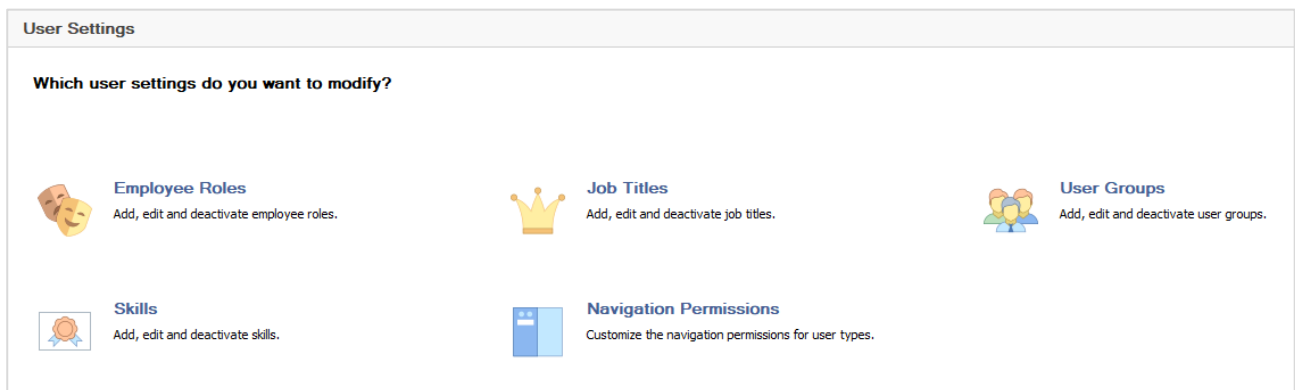 User Settings
Which user settings do you want to modify?
Employee Roles
Add, edit and deactivate employee roles.
Job Titles
Add, edit and deactivate job titles.
User Groups
Add, edit and deactivate user groups.
Skills
Add, edit and deactivate skills.
Navigation Permissions
Customize the navigation permissions for user types.